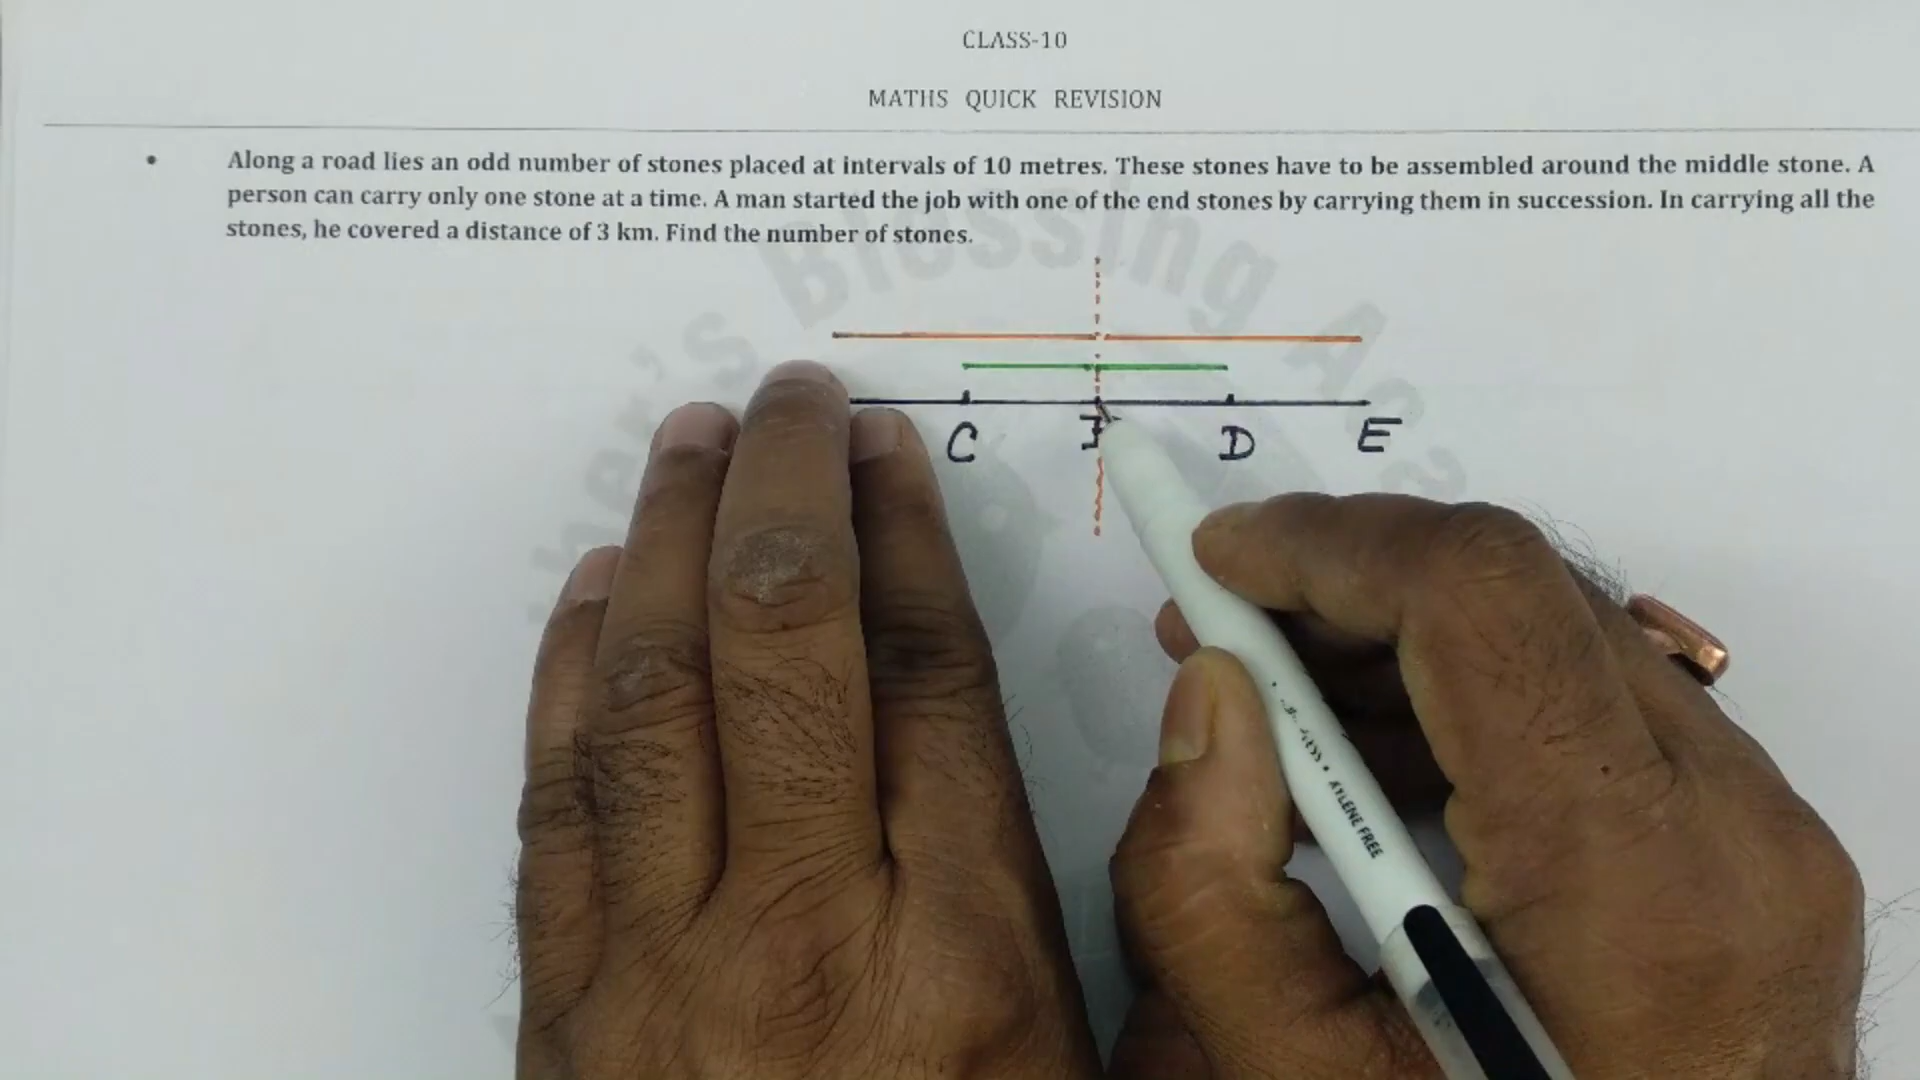 CLASS-10
MATHS QUICK REVISION
• Along a road lies an odd number of stones placed at intervals of 10 metres. These stones have to be assembled around the middle stone. A
person can carry only one stone at a time. A man started the job with one of the end stones by carrying them in succession. In carrying all the
stones, he covered a distance of 3 km. Find the number of stones.
C D E
AYLENE FREE